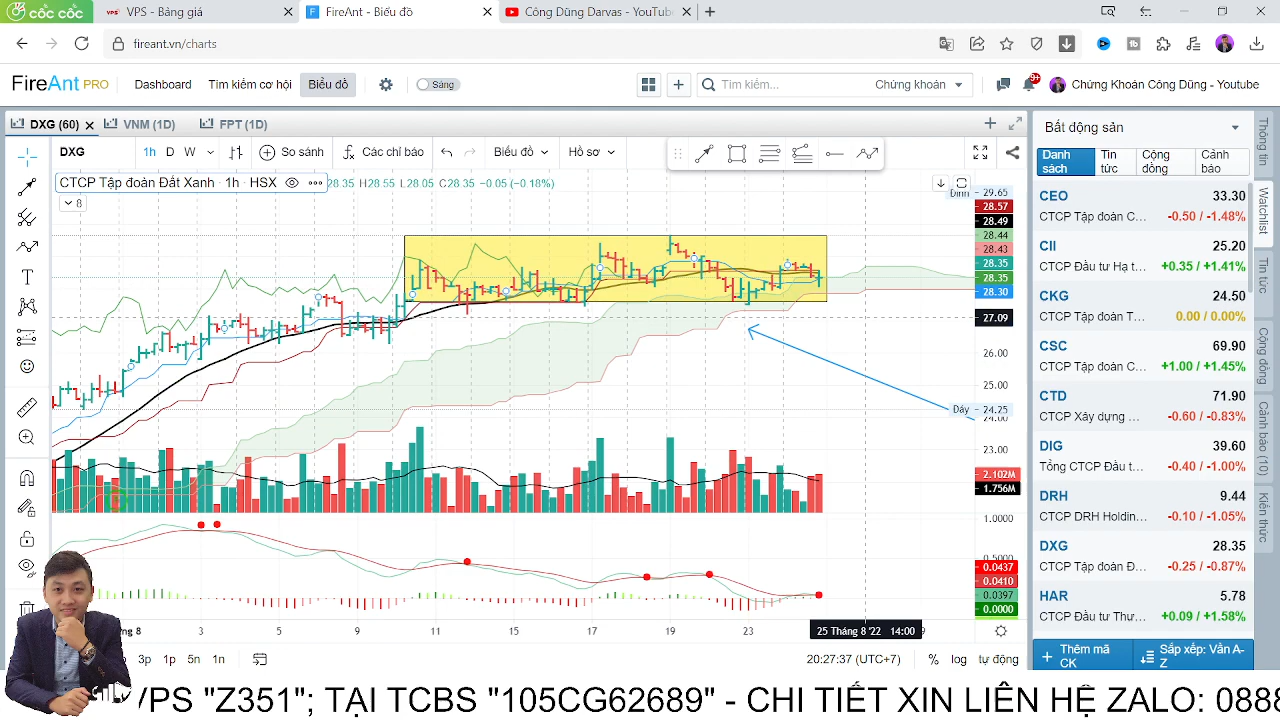 cốc cốc
VPS - Bảng giá
FireAnt - Biểu đồ
Công Dũng Darvas - YouTube
fireant.vn/charts
FireAnt PRO
Dashboard
Tìm kiếm cơ hội
Biểu đồ
Sáng
Tìm kiếm...
Chứng khoán
9+
Chứng Khoán Công Dũng - Youtube
DXG (60)
VNM (1D)
FPT (1D)
DXG
1h D W
So sánh
Các chỉ báo
Biểu đồ
Hồ sơ
CTCP Tập đoàn Đất Xanh · 1h · HSX
28.35 H28.55 L28.05 C28.35 −0.05 (−0.18%)
8
Đỉnh
29.65
28.57
28.49
28.44
28.43
28.35
28.35
28.30
27.09
26.00
25.00
Đáy
24.25
24.00
23.00
2.102M
1.756M
1.0000
0.5000
0.0437
0.0410
0.0397
0.0000
3
5
9
11
15
17
19
23
25 Tháng 8 '22 14:00
3p 1p 5n 1n
20:27:37 (UTC+7)
% log tự động
Bất động sản
Danh sách
Tin tức
Cộng đồng
Cảnh báo
CEO 33.30
CTCP Tập đoàn C... -0.50 / -1.48%
CII 25.20
CTCP Đầu tư Hạ t... +0.35 / +1.41%
CKG 24.50
CTCP Tập đoàn T... 0.00 / 0.00%
CSC 69.90
CTCP Tập đoàn C... +1.00 / +1.45%
CTD 71.90
CTCP Xây dựng ... -0.60 / -0.83%
DIG 39.60
Tổng CTCP Đầu t... -0.40 / -1.00%
DRH 9.44
CTCP DRH Holdin... -0.10 / -1.05%
DXG 28.35
CTCP Tập đoàn Đ... -0.25 / -0.87%
HAR 5.78
CTCP Đầu tư Thư... +0.09 / +1.58%
Thêm mã CK
Sắp xếp: Vần A-Z
Thông tin
Watchlist
Tin tức
Cộng đồng
Cảnh báo (10)
Kiến thức
VPS "Z351"; TẠI TCBS "105CG62689" - CHI TIẾT XIN LIÊN HỆ ZALO: 0888